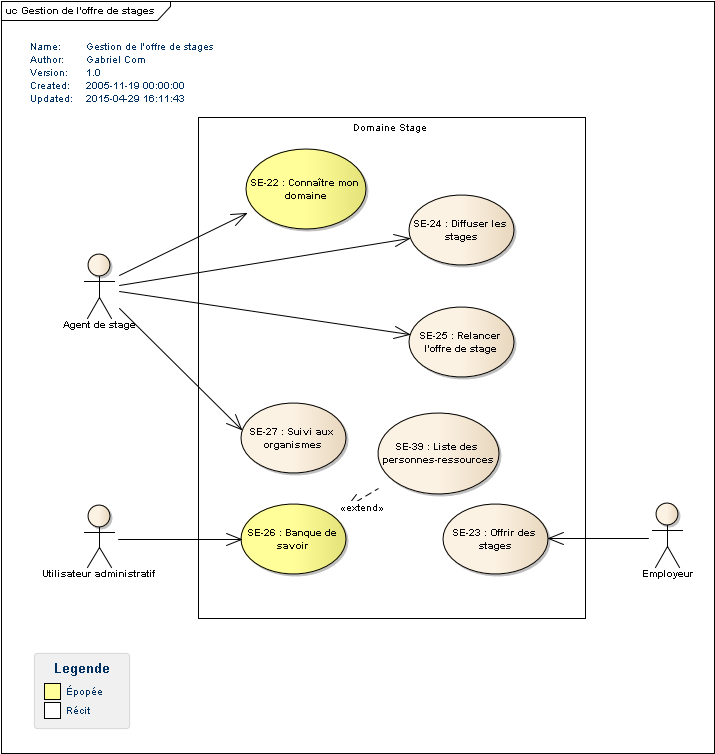 uc Gestion de l'offre de stages
Name: Gestion de l'offre de stages
Author: Gabriel Com
Version: 1.0
Created: 2005-11-19 00:00:00
Updated: 2015-04-29 16:11:43
Domaine Stage
SE-22 : Connaître mon
domaine
SE-24 : Diffuser les
stages
Agent de stage
SE-25 : Relancer
l'offre de stage
SE-27 : Suivi aux
organismes
SE-39 : Liste des
personnes-ressources
«extend»
SE-26 : Banque de
savoir
SE-23 : Offrir des
stages
Utilisateur administratif
Employeur
Legende
Épopée
Récit